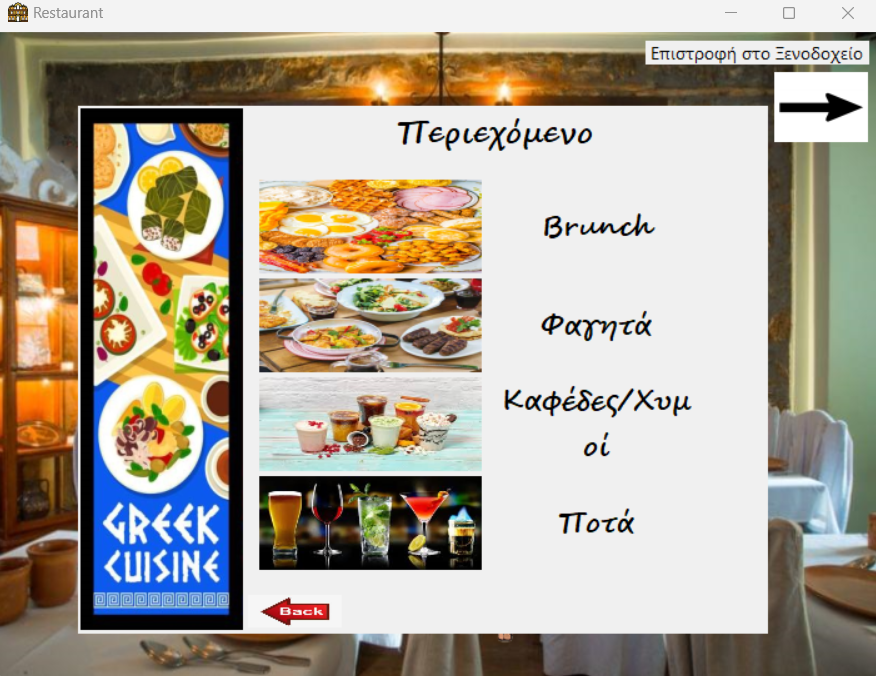 Restaurant
Επιστροφή στο Ξενοδοχείο
Περιεχόμενο
Brunch
Φαγητά
Καφέδες/Χυμ
οί
Ποτά
GREEK
CUISINE
Back